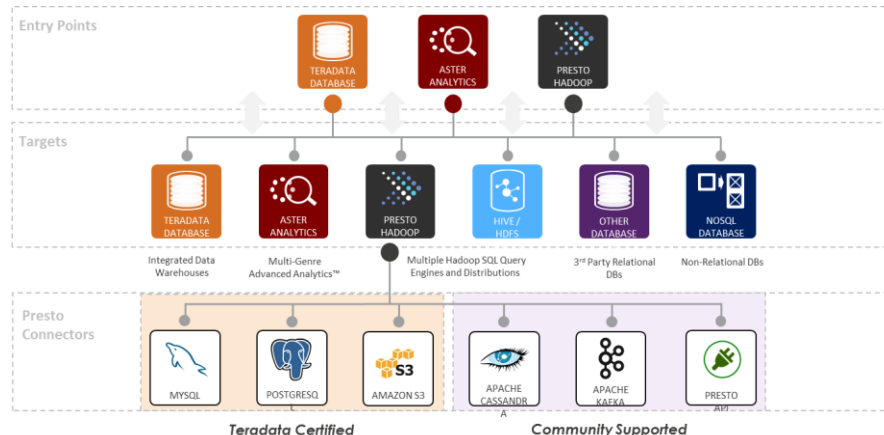 Entry Points
TERADATA
DATABASE
ASTER
ANALYTICS
PRESTO
HADOOP
Targets
TERADATA
DATABASE
ASTER
ANALYTICS
PRESTO
HADOOP
HIVE /
HDFS
OTHER
DATABASE
NOSQL
DATABASE
Integrated Data
Warehouses
Multi-Genre
Advanced Analytics™
Multiple Hadoop SQL Query
Engines and Distributions
3rd Party Relational
DBs
Non-Relational DBs
Presto
Connectors
MYSQL
POSTGRESQ
L
S3
AMAZON S3
APACHE
CASSANDR
A
APACHE
KAFKA
PRESTO
API
Teradata Certified
Community Supported